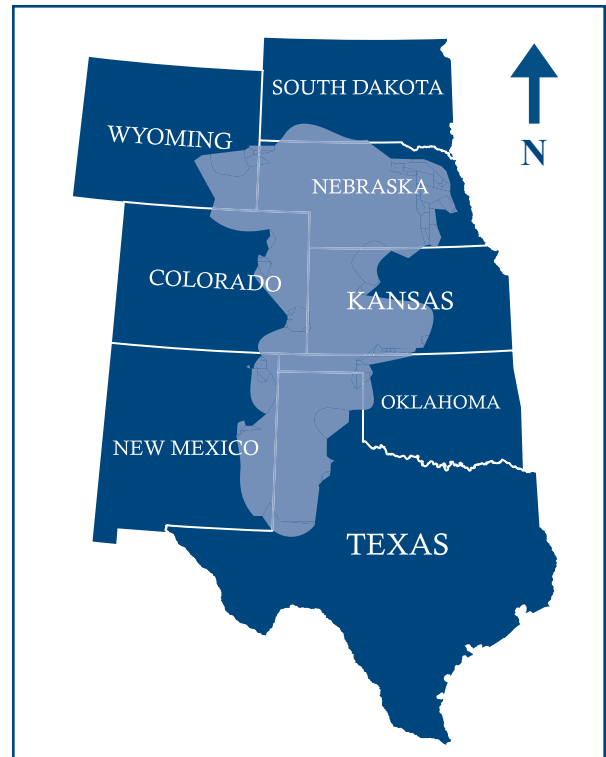 SOUTH DAKOTA
WYOMING
N
NEBRASKA
COLORADO
KANSAS
OKLAHOMA
NEW MEXICO
TEXAS